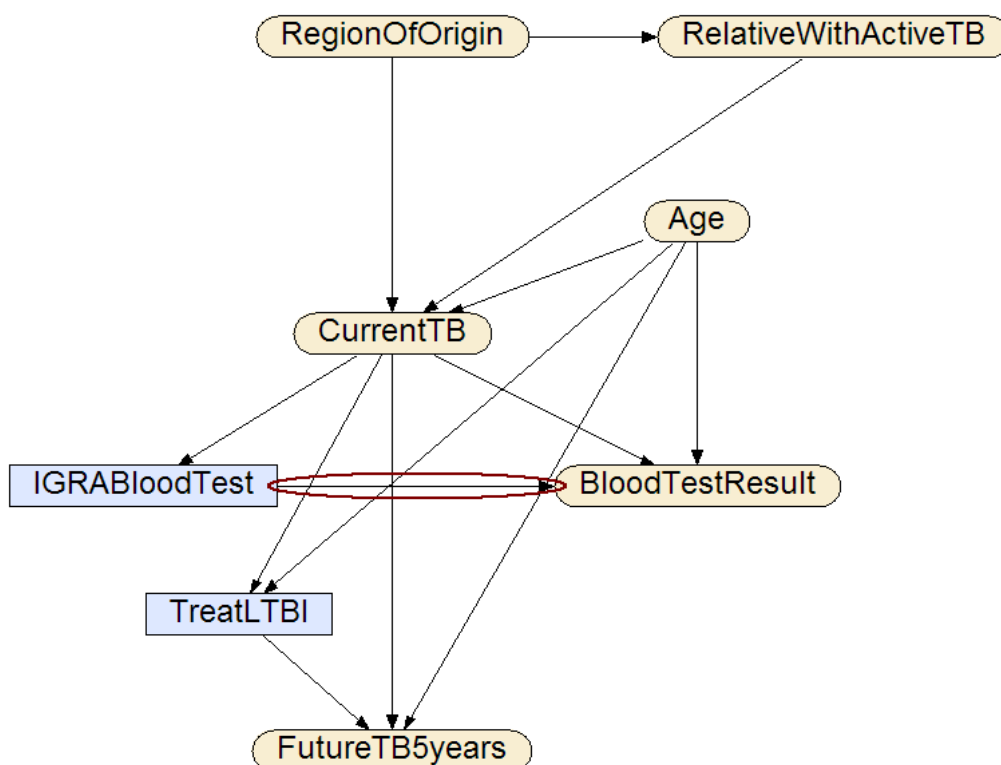 RegionOfOrigin
RelativeWithActiveTB
Age
CurrentTB
IGRABloodTest
BloodTestResult
TreatLTBI
FutureTB5years